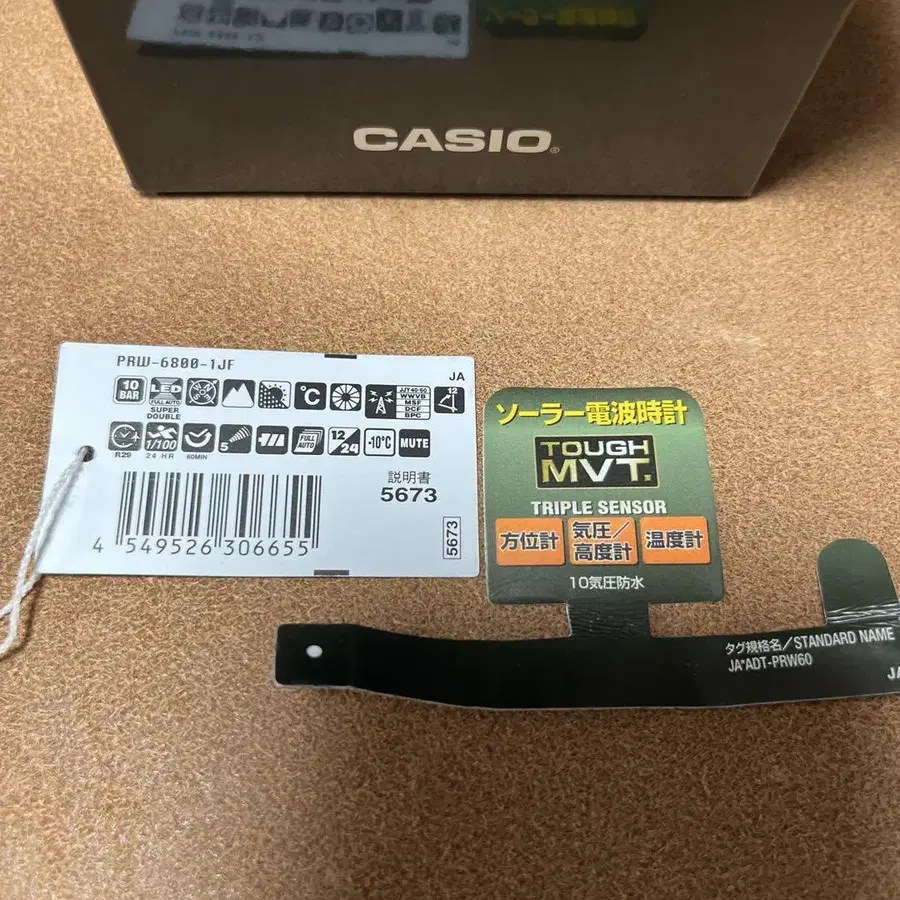 CASIO®
PRW-6800-1JF
JA
10
BAR
LED
FULL AUTO
SUPER
DOUBLE
°C
JJY40·60
WWVB
MSF
DCF
BPC
12
R29
1/100
24 HR
60MIN
5
FULL
AUTO
12/24
-10°C
MUTE
説明書
5673
4 549526 306655
5673
ソーラー電波時計
TOUGH
MVT.
TRIPLE SENSOR
方位計
気圧/
高度計
温度計
10気圧防水
タグ規格名/STANDARD NAME
JA*ADT-PRW60
JA